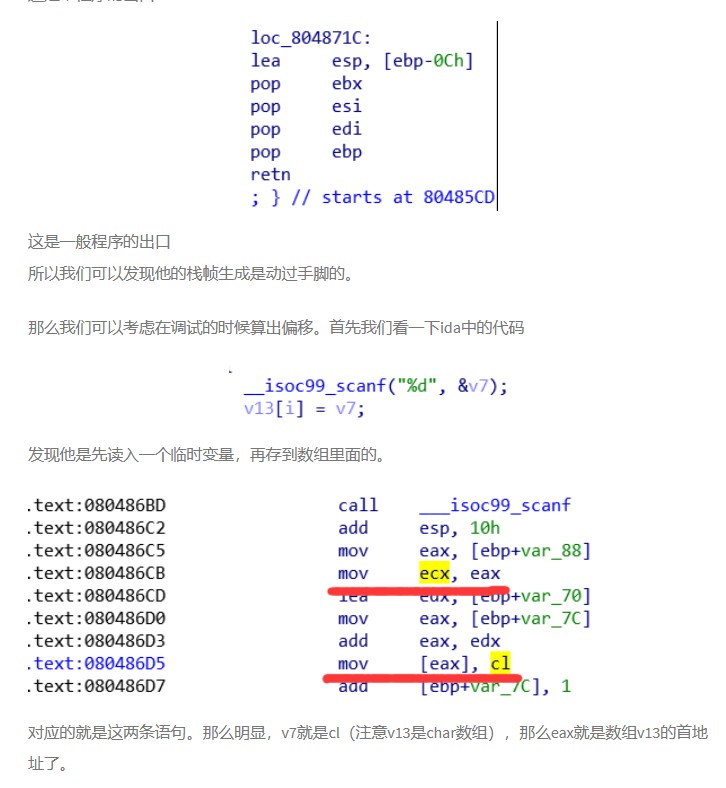 loc_804871C:
lea esp, [ebp-0Ch]
pop ebx
pop esi
pop edi
pop ebp
retn
; } // starts at 80485CD
这是一般程序的出口
所以我们可以发现他的栈帧生成是动过手脚的。
那么我们可以考虑在调试的时候算出偏移。首先我们看一下ida中的代码
__isoc99_scanf("%d", &v7);
v13[i] = v7;
发现他是先读入一个临时变量，再存到数组里面的。
.text:080486BD call ___isoc99_scanf
.text:080486C2 add esp, 10h
.text:080486C5 mov eax, [ebp+var_88]
.text:080486CB mov ecx, eax
.text:080486CD lea edx, [ebp+var_70]
.text:080486D0 mov eax, [ebp+var_7C]
.text:080486D3 add eax, edx
.text:080486D5 mov [eax], cl
.text:080486D7 add [ebp+var_7C], 1
对应的就是这两条语句。那么明显，v7就是cl（注意v13是char数组），那么eax就是数组v13的首地
址了。